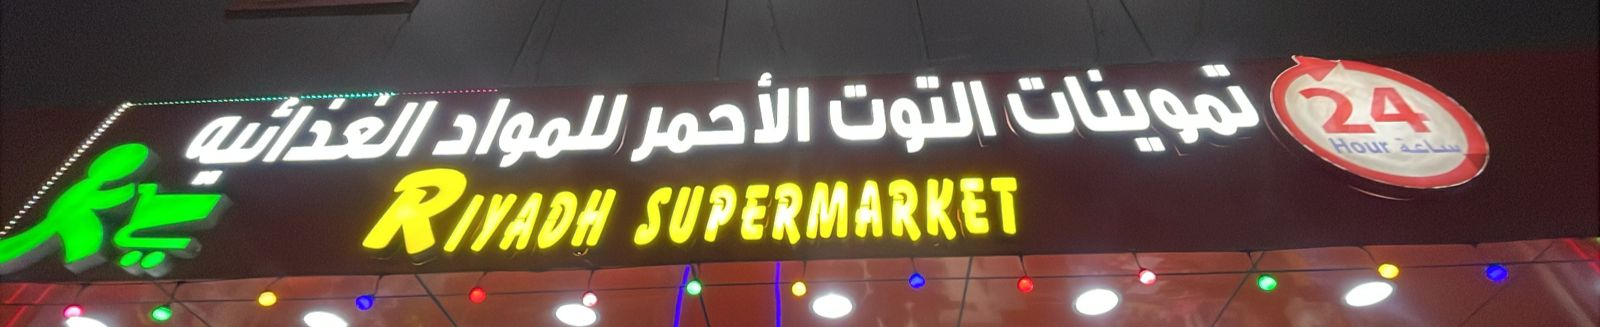 تموينات التوت الأحمر للمواد الغذائيه
RIYADH SUPERMARKET
24
Hour ساعة